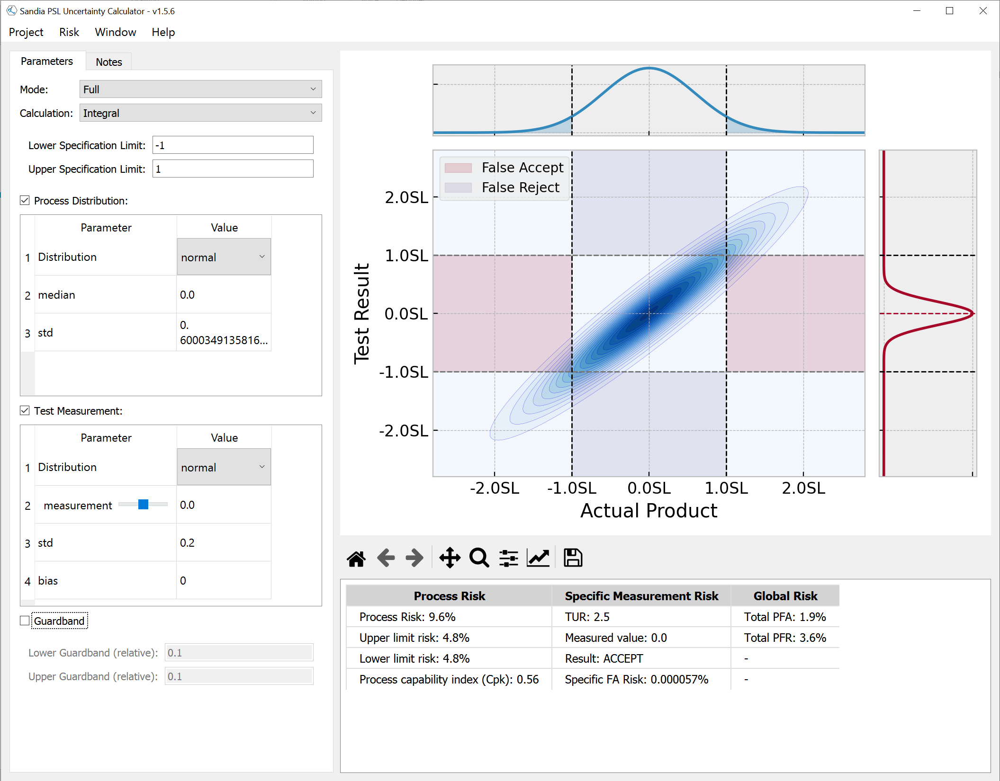 Sandia PSL Uncertainty Calculator - v1.5.6
Project Risk Window Help
Parameters Notes
Mode: Full
Calculation: Integral
Lower Specification Limit: -1
Upper Specification Limit: 1
Process Distribution:
Parameter Value
1 Distribution normal
2 median 0.0
3 std 0.
6000349135816...
Test Measurement:
Parameter Value
1 Distribution normal
2 measurement 0.0
3 std 0.2
4 bias 0
Guardband
Lower Guardband (relative): 0.1
Upper Guardband (relative): 0.1
False Accept
False Reject
Test Result
2.0SL
1.0SL
0.0SL
-1.0SL
-2.0SL
-2.0SL -1.0SL 0.0SL 1.0SL 2.0SL
Actual Product
Process Risk Specific Measurement Risk Global Risk
Process Risk: 9.6% TUR: 2.5 Total PFA: 1.9%
Upper limit risk: 4.8% Measured value: 0.0 Total PFR: 3.6%
Lower limit risk: 4.8% Result: ACCEPT -
Process capability index (Cpk): 0.56 Specific FA Risk: 0.000057% -